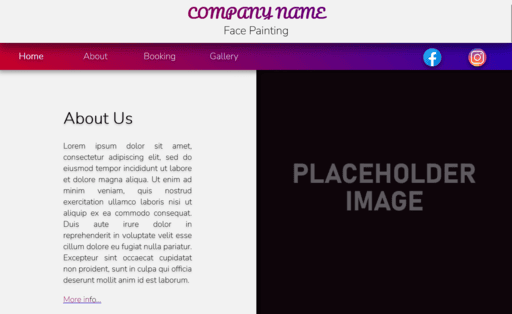 COMPANY NAME
Face Painting
Home About Booking Gallery
About Us
Lorem ipsum dolor sit amet,
consectetur adipiscing elit, sed do
eiusmod tempor incididunt ut labore
et dolore magna aliqua. Ut enim ad
minim veniam, quis nostrud
exercitation ullamco laboris nisi ut
aliquip ex ea commodo consequat.
Duis aute irure dolor in
reprehenderit in voluptate velit esse
cillum dolore eu fugiat nulla pariatur.
Excepteur sint occaecat cupidatat
non proident, sunt in culpa qui officia
deserunt mollit anim id est laborum.
More info...
PLACEHOLDER
IMAGE